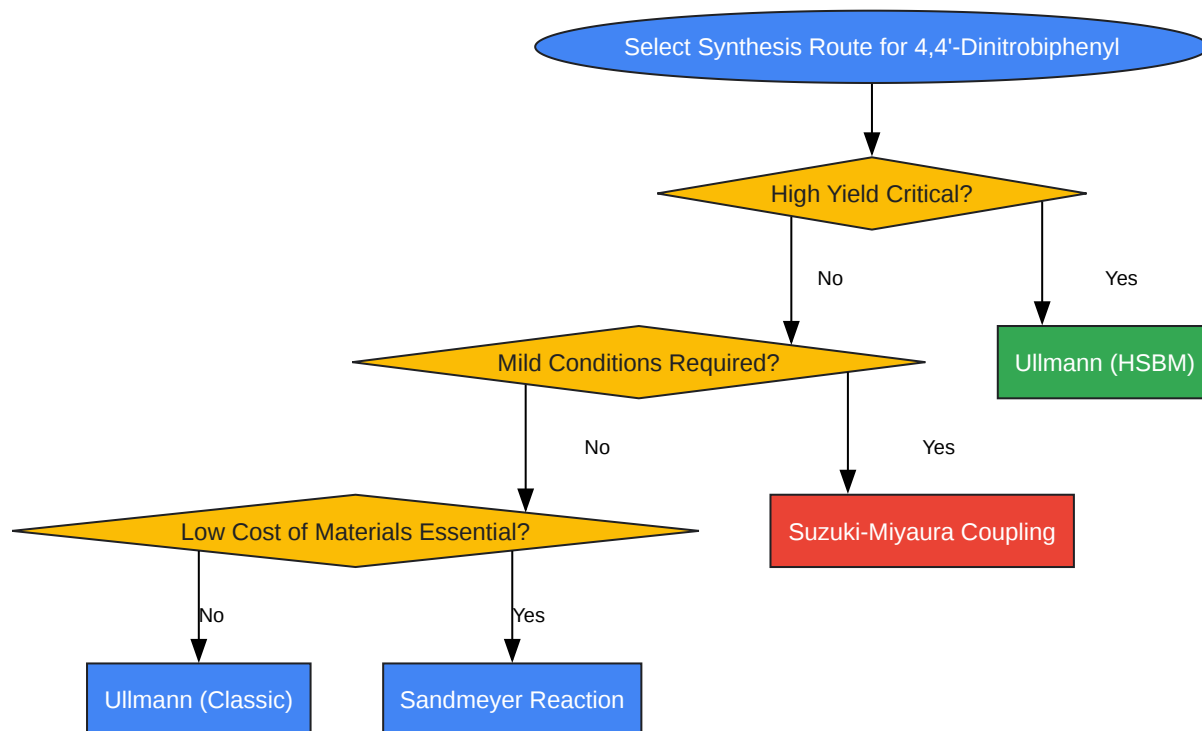 Select Synthesis Route for 4,4'-Dinitrobiphenyl
High Yield Critical?
No
Yes
Mild Conditions Required?
Ullmann (HSBM)
No
Yes
Low Cost of Materials Essential?
Suzuki-Miyaura Coupling
No
Yes
Ullmann (Classic)
Sandmeyer Reaction